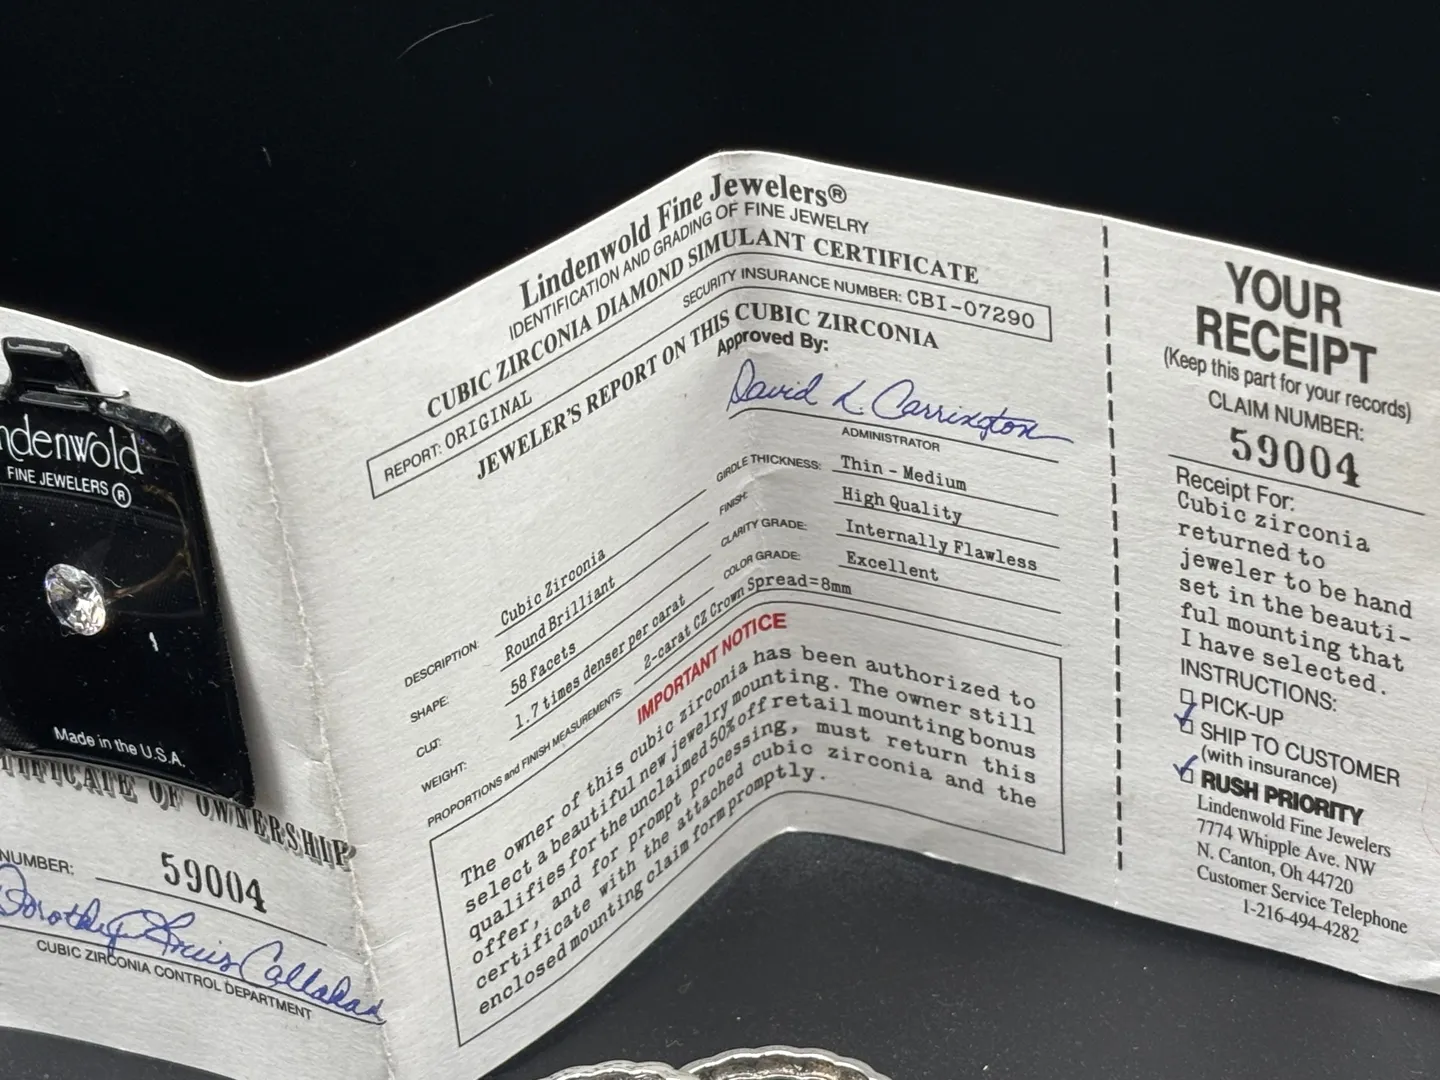 ndenwold
FINE JEWELERS ®
Made in the U.S.A.
TIFICATE OF OWNERSHIP
NUMBER: 59004
Callahan
CUBIC ZIRCONIA CONTROL DEPARTMENT
Lindenwold Fine Jewelers®
IDENTIFICATION AND GRADING OF FINE JEWELRY
CUBIC ZIRCONIA DIAMOND SIMULANT CERTIFICATE
REPORT: ORIGINAL SECURITY INSURANCE NUMBER: CBI-07290
JEWELER'S REPORT ON THIS CUBIC ZIRCONIA
Approved By:
David L. Carrington
ADMINISTRATOR
DESCRIPTION: Cubic Zirconia
SHAPE: Round Brilliant
CUT: 58 Facets
WEIGHT: 1.7 times denser per carat
GIRDLE THICKNESS: Thin - Medium
FINISH: High Quality
CLARITY GRADE: Internally Flawless
COLOR GRADE: Excellent
PROPORTIONS and FINISH MEASUREMENTS: 2-carat CZ Crown Spread=8mm
IMPORTANT NOTICE
The owner of this cubic zirconia has been authorized to
select a beautiful new jewelry mounting. The owner still
qualifies for the unclaimed 50% off retail mounting bonus
offer, and for prompt processing, must return this
certificate with the attached cubic zirconia and the
enclosed mounting claim form promptly.
YOUR
RECEIPT
(Keep this part for your records)
CLAIM NUMBER:
59004
Receipt For:
Cubic zirconia
returned to
jeweler to be hand
set in the beauti-
ful mounting that
I have selected.
INSTRUCTIONS:
PICK-UP
SHIP TO CUSTOMER
(with insurance)
RUSH PRIORITY
Lindenwold Fine Jewelers
7774 Whipple Ave. NW
N. Canton, Oh 44720
Customer Service Telephone
1-216-494-4282